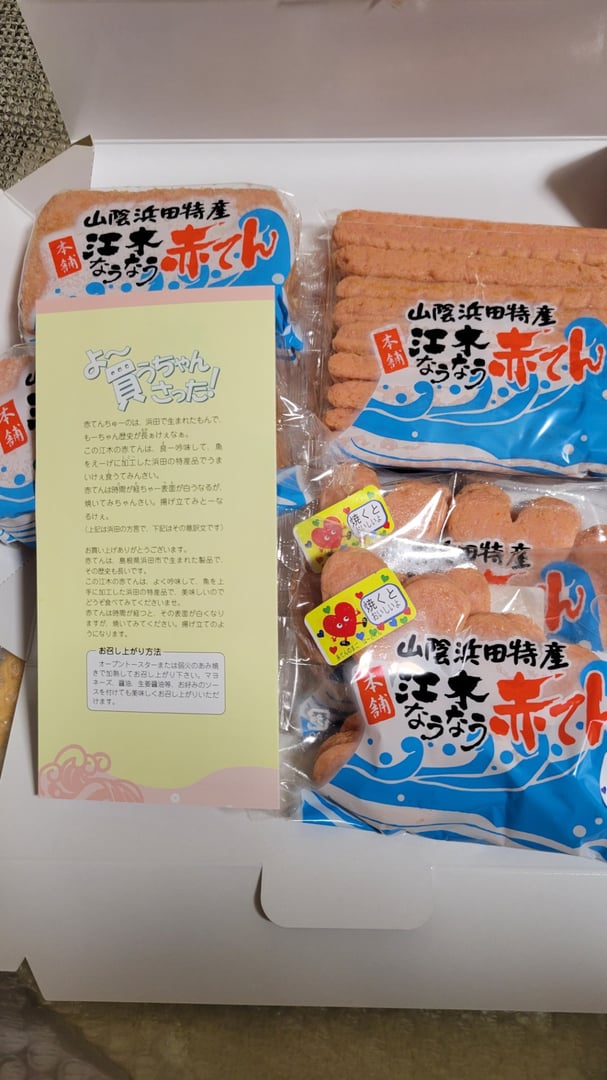 山陰浜田特産
本舗
江木
なうなう
赤てん
山陰浜田特産
本舗
江木
なうなう
赤てん
本舗
よ～
買うちゃん
さった!
赤てんちゅーのは、浜田で生まれたもんで、
もーちゃん歴史が長ぁけぇなぁ。
この江木の赤てんは、良ー吟味して、魚
をえーげに加工した浜田の特産品でうま
いけぇ食うてみんさい。
赤てんは時間が経ちゃー表面が白うなるが、
焼いてみちゃんさい。揚げ立てみとーな
るけぇ。
(上記は浜田の方言で、下記はその意訳文です)
お買い上げありがとうございます。
赤てんは、島根県浜田市で生まれた製品で、
その歴史も長いです。
この江木の赤てんは、よく吟味して、魚を上
手に加工した浜田の特産品で、美味しいので
どうぞ食べてみてくださいませ。
赤てんは時間が経つと、その表面が白くなり
ますが、焼いてみてください。揚げ立てのよ
うになります。
お召し上がり方法
オーブントースターまたは弱火のあみ焼
きで加熱してお召し上り下さい。マヨ
ネーズ、醤油、生姜醤油等、お好みのソー
スを付けても美味しくお召し上がりいただ
けます。
焼くと
おいしいよ
特産
てん
焼くと
おいしいよ
山陰浜田特産
本舗
江木
なうなう
赤てん